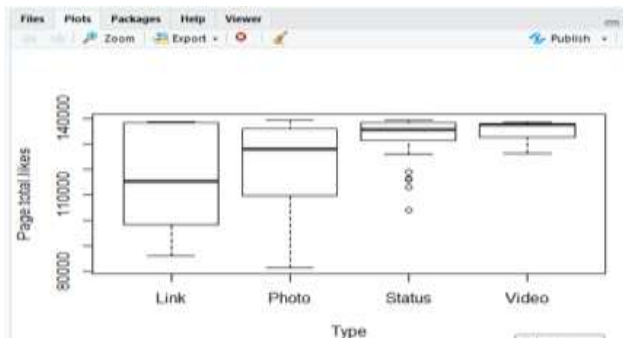 Files Plots Packages Help Viewer
Zoom Export Publish
140000
110000
80000
Page.total.likes
Link Photo Status Video
Type